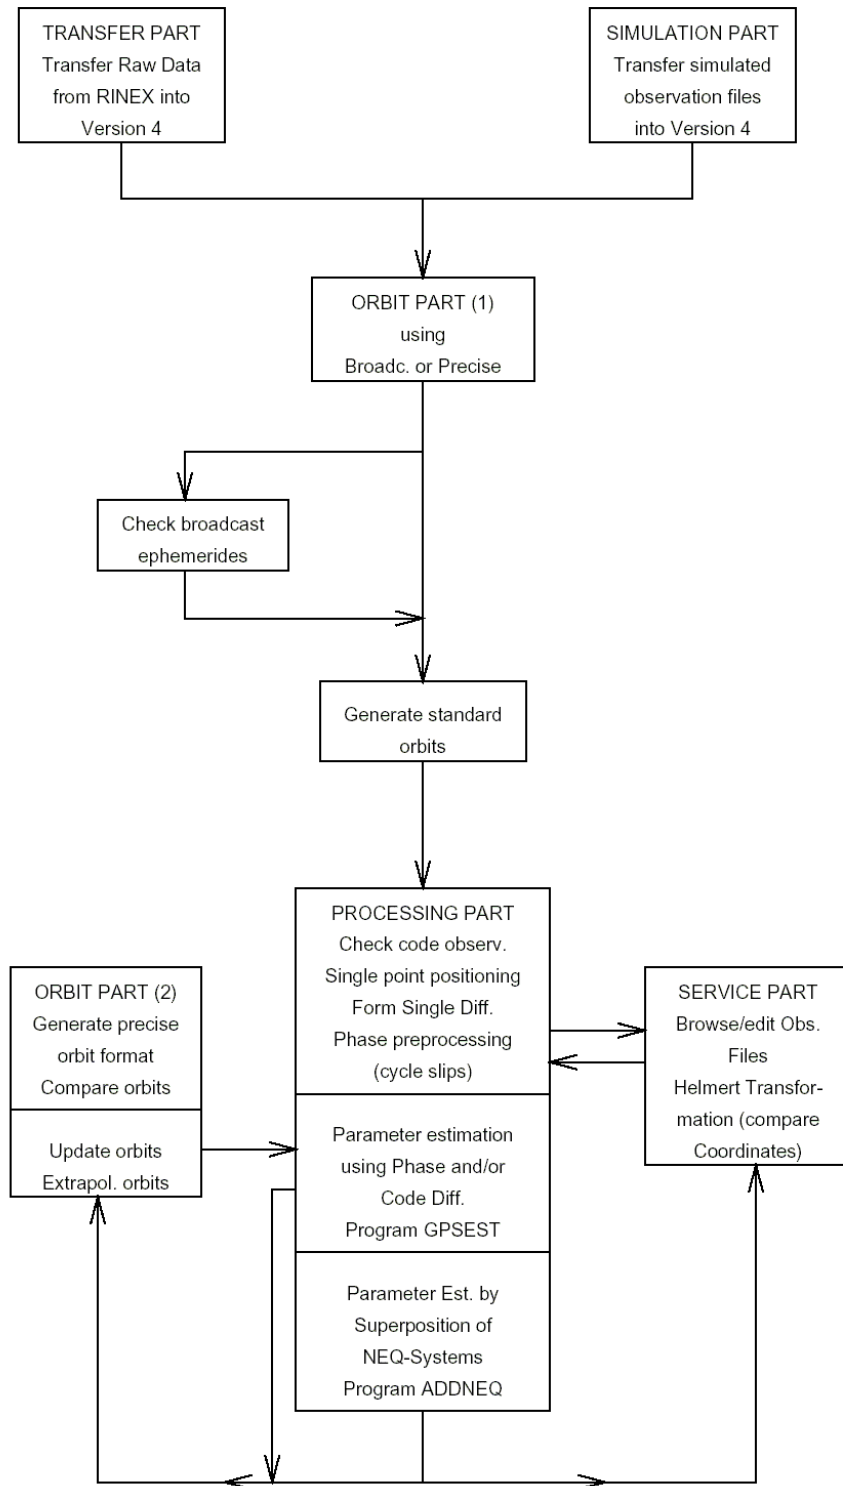 TRANSFER PART
Transfer Raw Data
from RINEX into
Version 4
SIMULATION PART
Transfer simulated
observation files
into Version 4
ORBIT PART (1)
using
Broadc. or Precise
Check broadcast
ephemerides
Generate standard
orbits
PROCESSING PART
Check code observ.
Single point positioning
Form Single Diff.
Phase preprocessing
(cycle slips)
Parameter estimation
using Phase and/or
Code Diff.
Program GPSEST
Parameter Est. by
Superposition of
NEQ-Systems
Program ADDNEQ
ORBIT PART (2)
Generate precise
orbit format
Compare orbits
Update orbits
Extrapol. orbits
SERVICE PART
Browse/edit Obs.
Files
Helmert Transfor-
mation (compare
Coordinates)